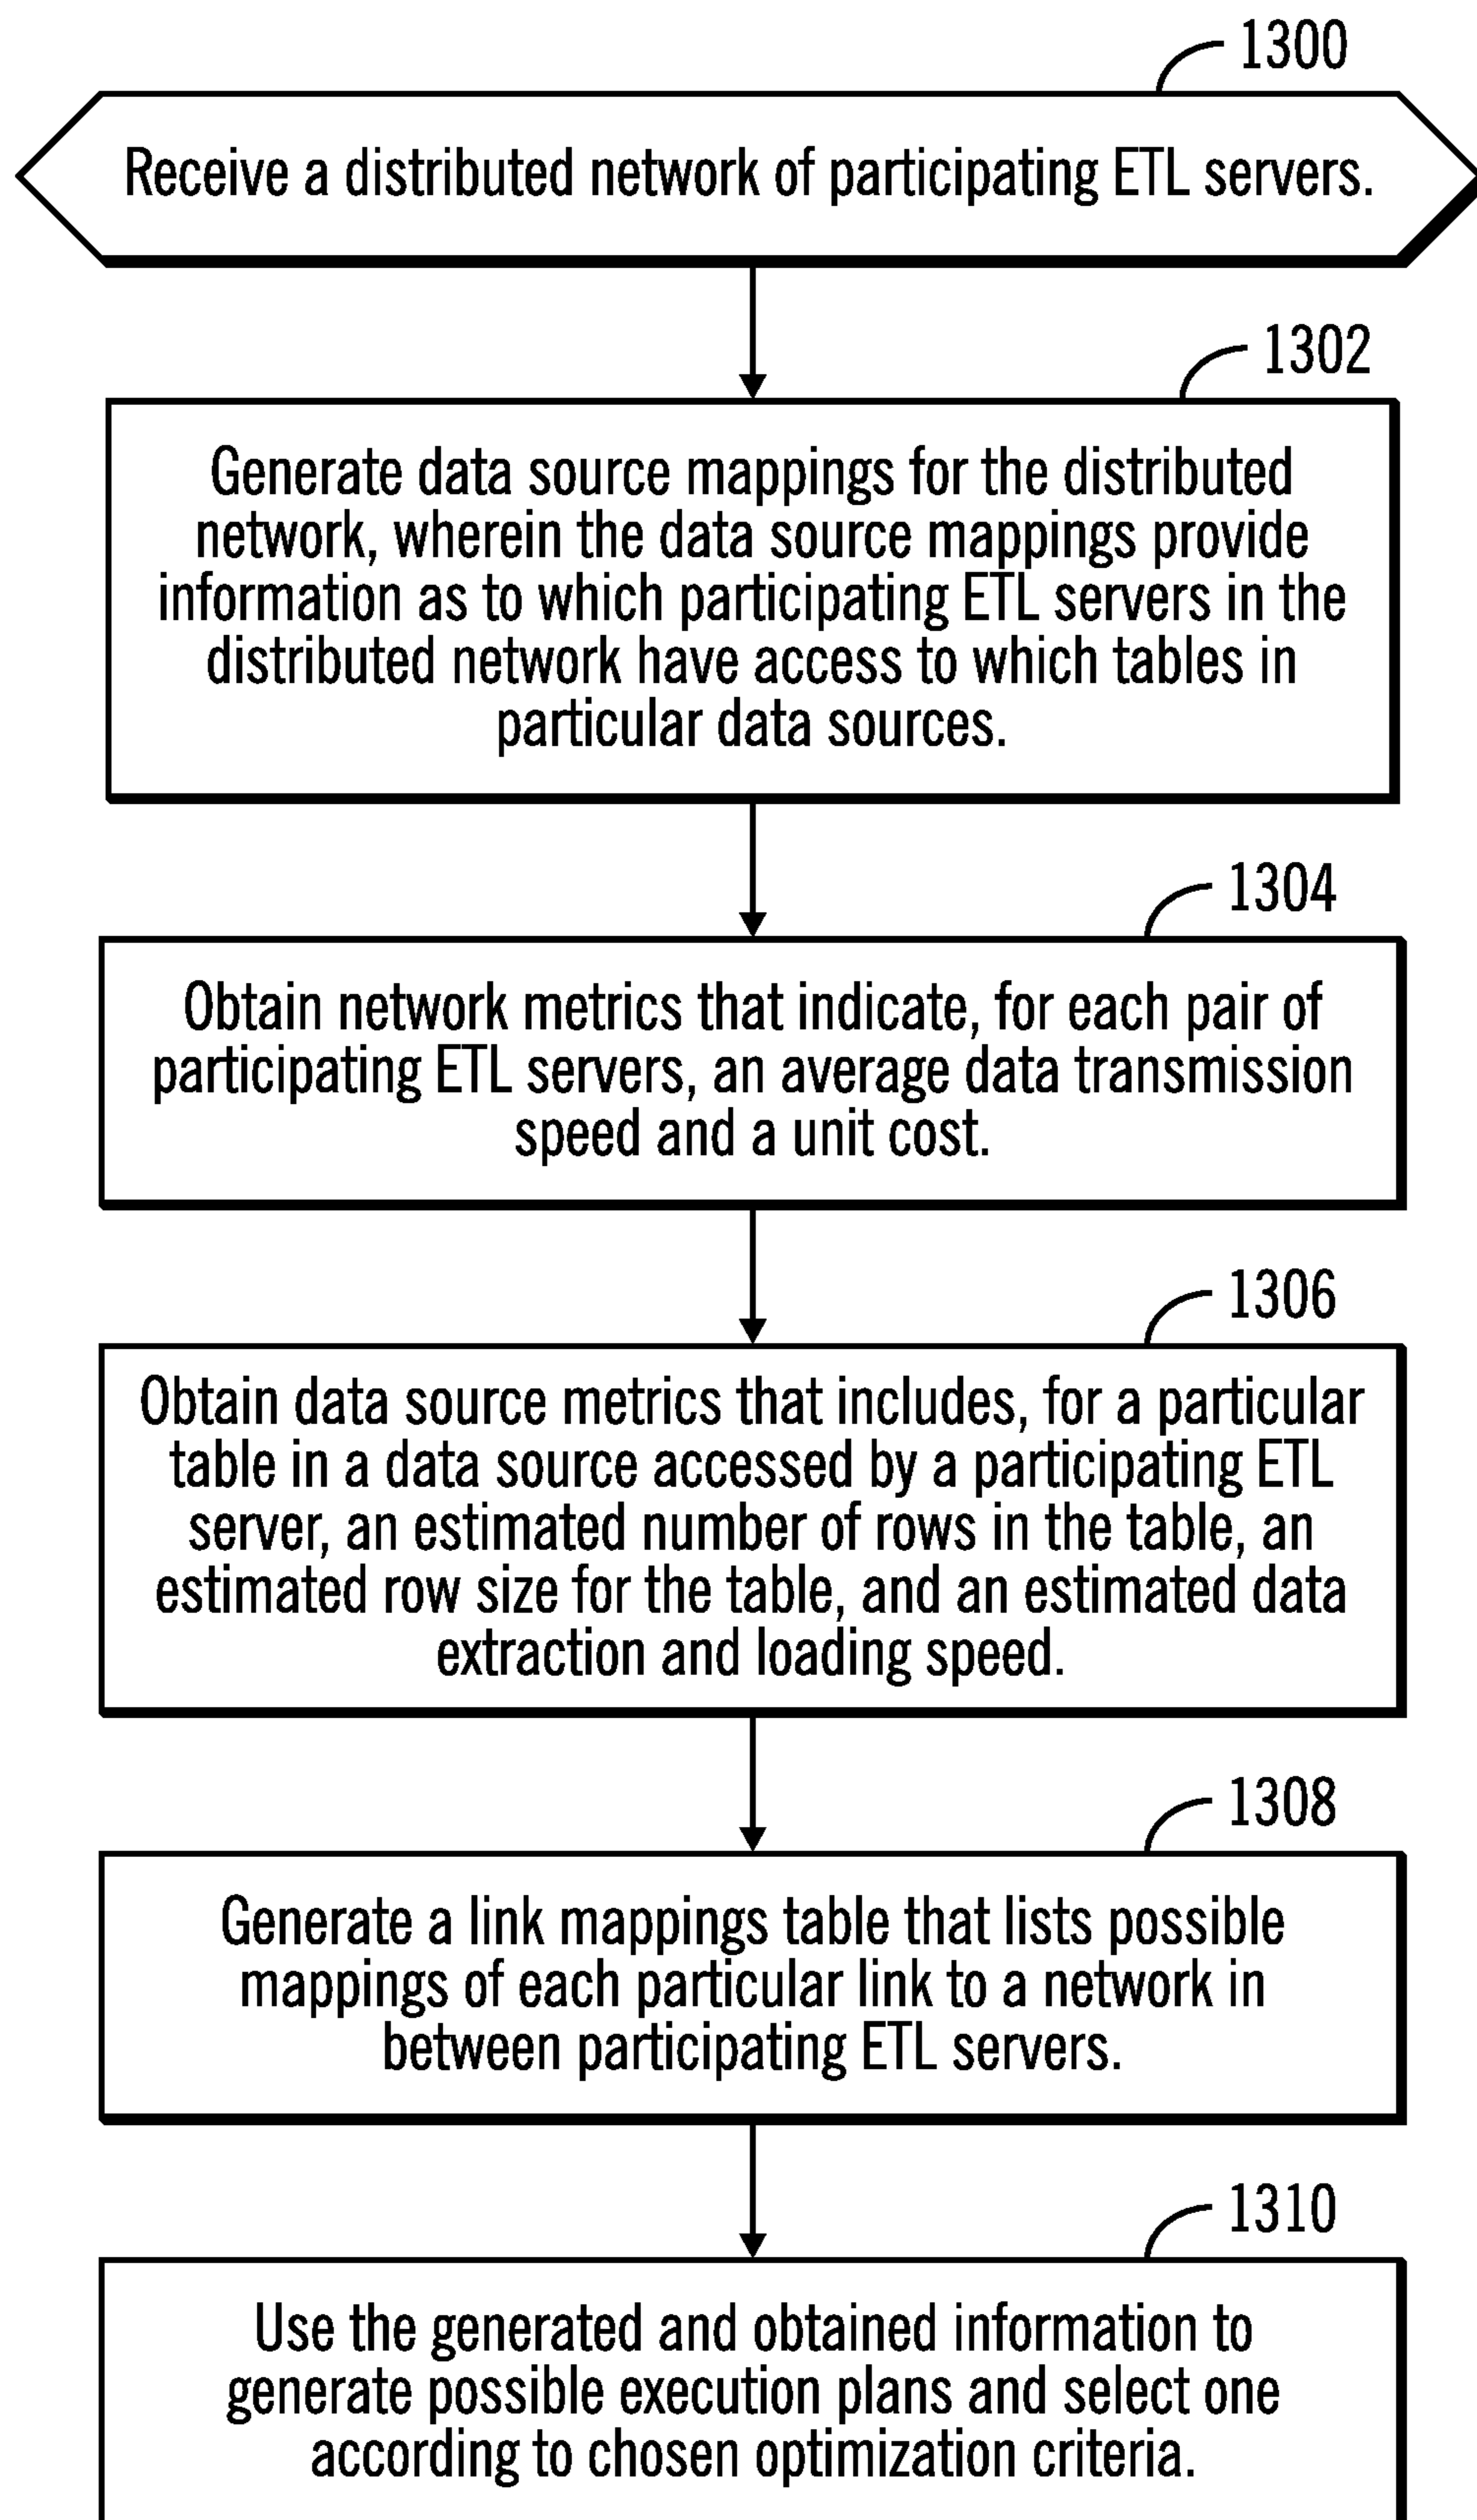 1300
Receive a distributed network of participating ETL servers.
1302
Generate data source mappings for the distributed
network, wherein the data source mappings provide
information as to which participating ETL servers in the
distributed network have access to which tables in
particular data sources.
1304
Obtain network metrics that indicate, for each pair of
participating ETL servers, an average data transmission
speed and a unit cost.
1306
Obtain data source metrics that includes, for a particular
table in a data source accessed by a participating ETL
server, an estimated number of rows in the table, an
estimated row size for the table, and an estimated data
extraction and loading speed.
1308
Generate a link mappings table that lists possible
mappings of each particular link to a network in
between participating ETL servers.
1310
Use the generated and obtained information to
generate possible execution plans and select one
according to chosen optimization criteria.